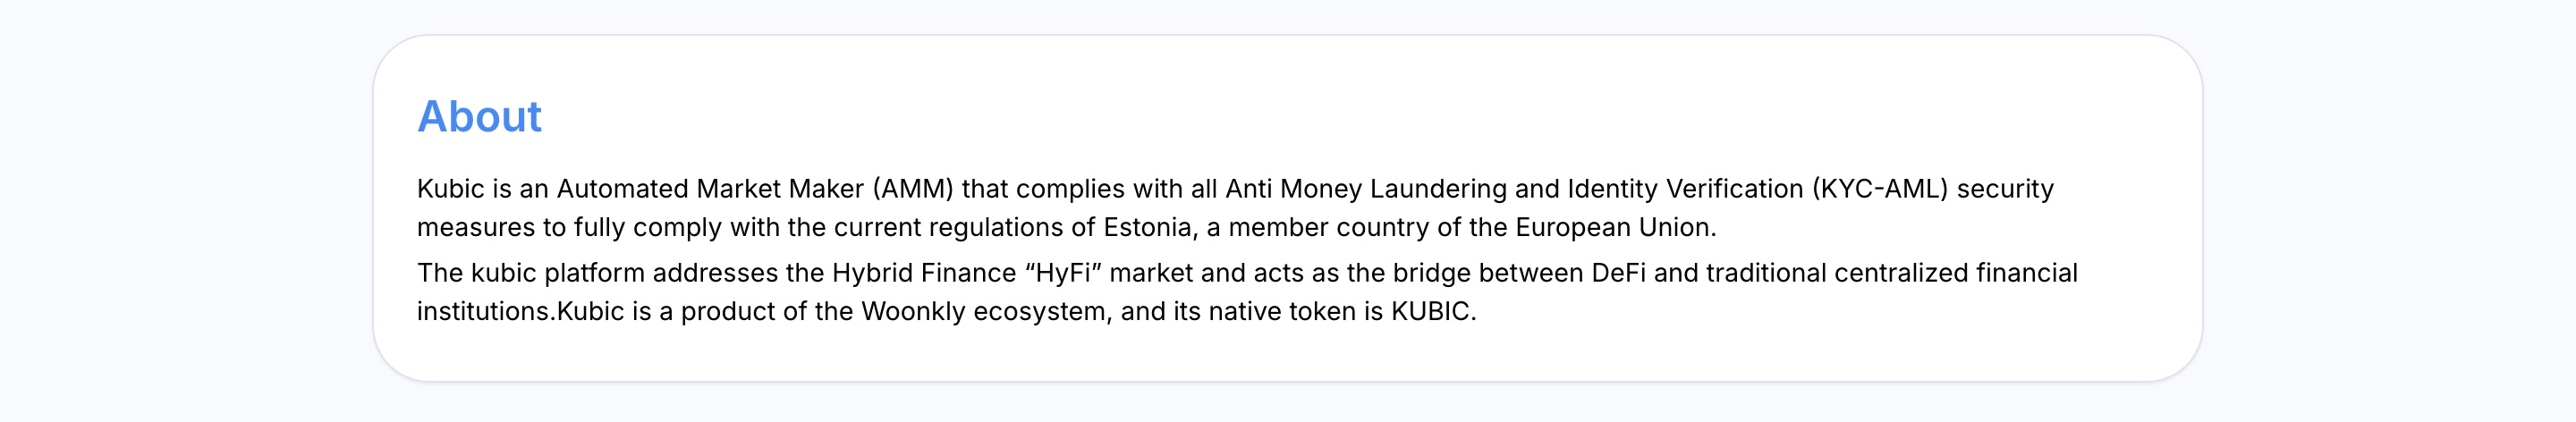 About
Kubic is an Automated Market Maker (AMM) that complies with all Anti Money Laundering and Identity Verification (KYC-AML) security
measures to fully comply with the current regulations of Estonia, a member country of the European Union.
The kubic platform addresses the Hybrid Finance “HyFi” market and acts as the bridge between DeFi and traditional centralized financial
institutions.Kubic is a product of the Woonkly ecosystem, and its native token is KUBIC.